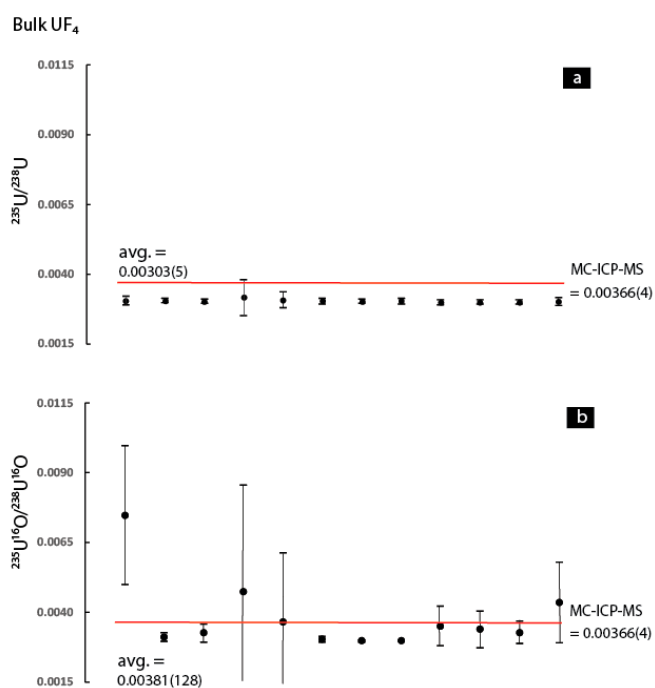 Bulk UF₄
0.0115
a
0.0090
²³⁵U/²³⁸U
0.0065
avg. =
0.00303(5)
0.0040
MC-ICP-MS
= 0.00366(4)
0.0015
0.0115
b
0.0090
²³⁵U¹⁶O/²³⁸U¹⁶O
0.0065
0.0040
MC-ICP-MS
= 0.00366(4)
avg. =
0.0015
0.00381(128)